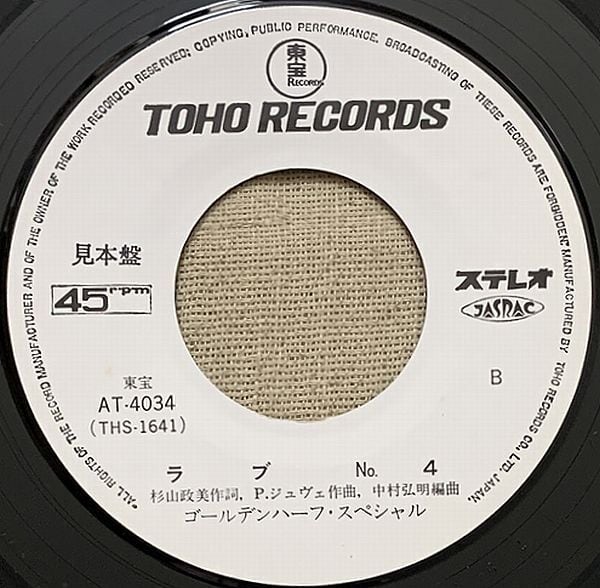 *ALL RIGHTS OF THE RECORD MANUFACTURER AND OF THE OWNER OF THE WORK RECORDED RESERVED; COPYING, PUBLIC PERFORMANCE, BROADCASTING OF THESE RECORDS ARE FORBIDDEN! MANUFACTURED BY TOHO RECORDS CO., LTD. JAPAN.
東宝
RECORDS
TOHO RECORDS
見本盤
45 rpm
ステレオ
JASRAC
B
東宝
AT-4034
(THS-1641)
ラブ No. 4
杉山政美作詞, P.ジュヴェ作曲, 中村弘明編曲
ゴールデンハーフ・スペシャル